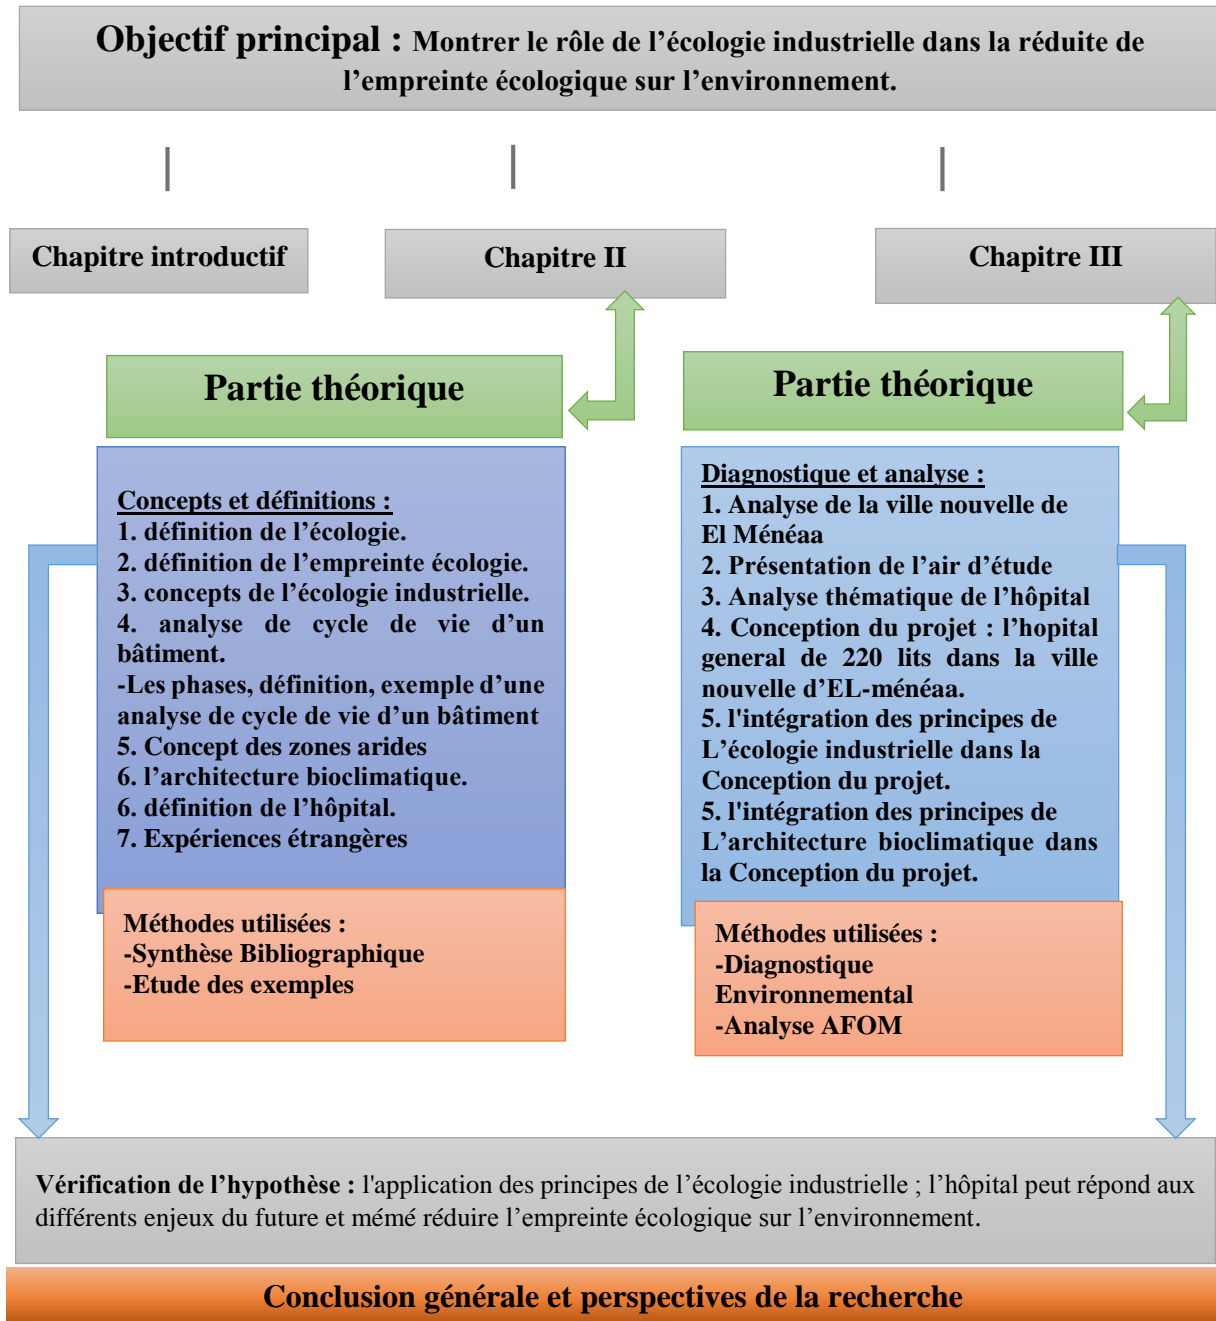 Objectif principal : Montrer le rôle de l’écologie industrielle dans la réduite de
l’empreinte écologique sur l’environnement.
Chapitre introductif
Chapitre II
Chapitre III
Partie théorique
Concepts et définitions :
1. définition de l’écologie.
2. définition de l’empreinte écologie.
3. concepts de l’écologie industrielle.
4. analyse de cycle de vie d’un
bâtiment.
-Les phases, définition, exemple d’une
analyse de cycle de vie d’un bâtiment
5. Concept des zones arides
6. l’architecture bioclimatique.
6. définition de l’hôpital.
7. Expériences étrangères
Méthodes utilisées :
-Synthèse Bibliographique
-Etude des exemples
Partie théorique
Diagnostique et analyse :
1. Analyse de la ville nouvelle de
El Ménéaa
2. Présentation de l’air d’étude
3. Analyse thématique de l’hôpital
4. Conception du projet : l’hopital
general de 220 lits dans la ville
nouvelle d’EL-ménéaa.
5. l'intégration des principes de
L’écologie industrielle dans la
Conception du projet.
5. l'intégration des principes de
L’architecture bioclimatique dans
la Conception du projet.
Méthodes utilisées :
-Diagnostique
Environnemental
-Analyse AFOM
Vérification de l’hypothèse : l'application des principes de l’écologie industrielle ; l’hôpital peut répond aux
différents enjeux du future et mémé réduire l’empreinte écologique sur l’environnement.
Conclusion générale et perspectives de la recherche